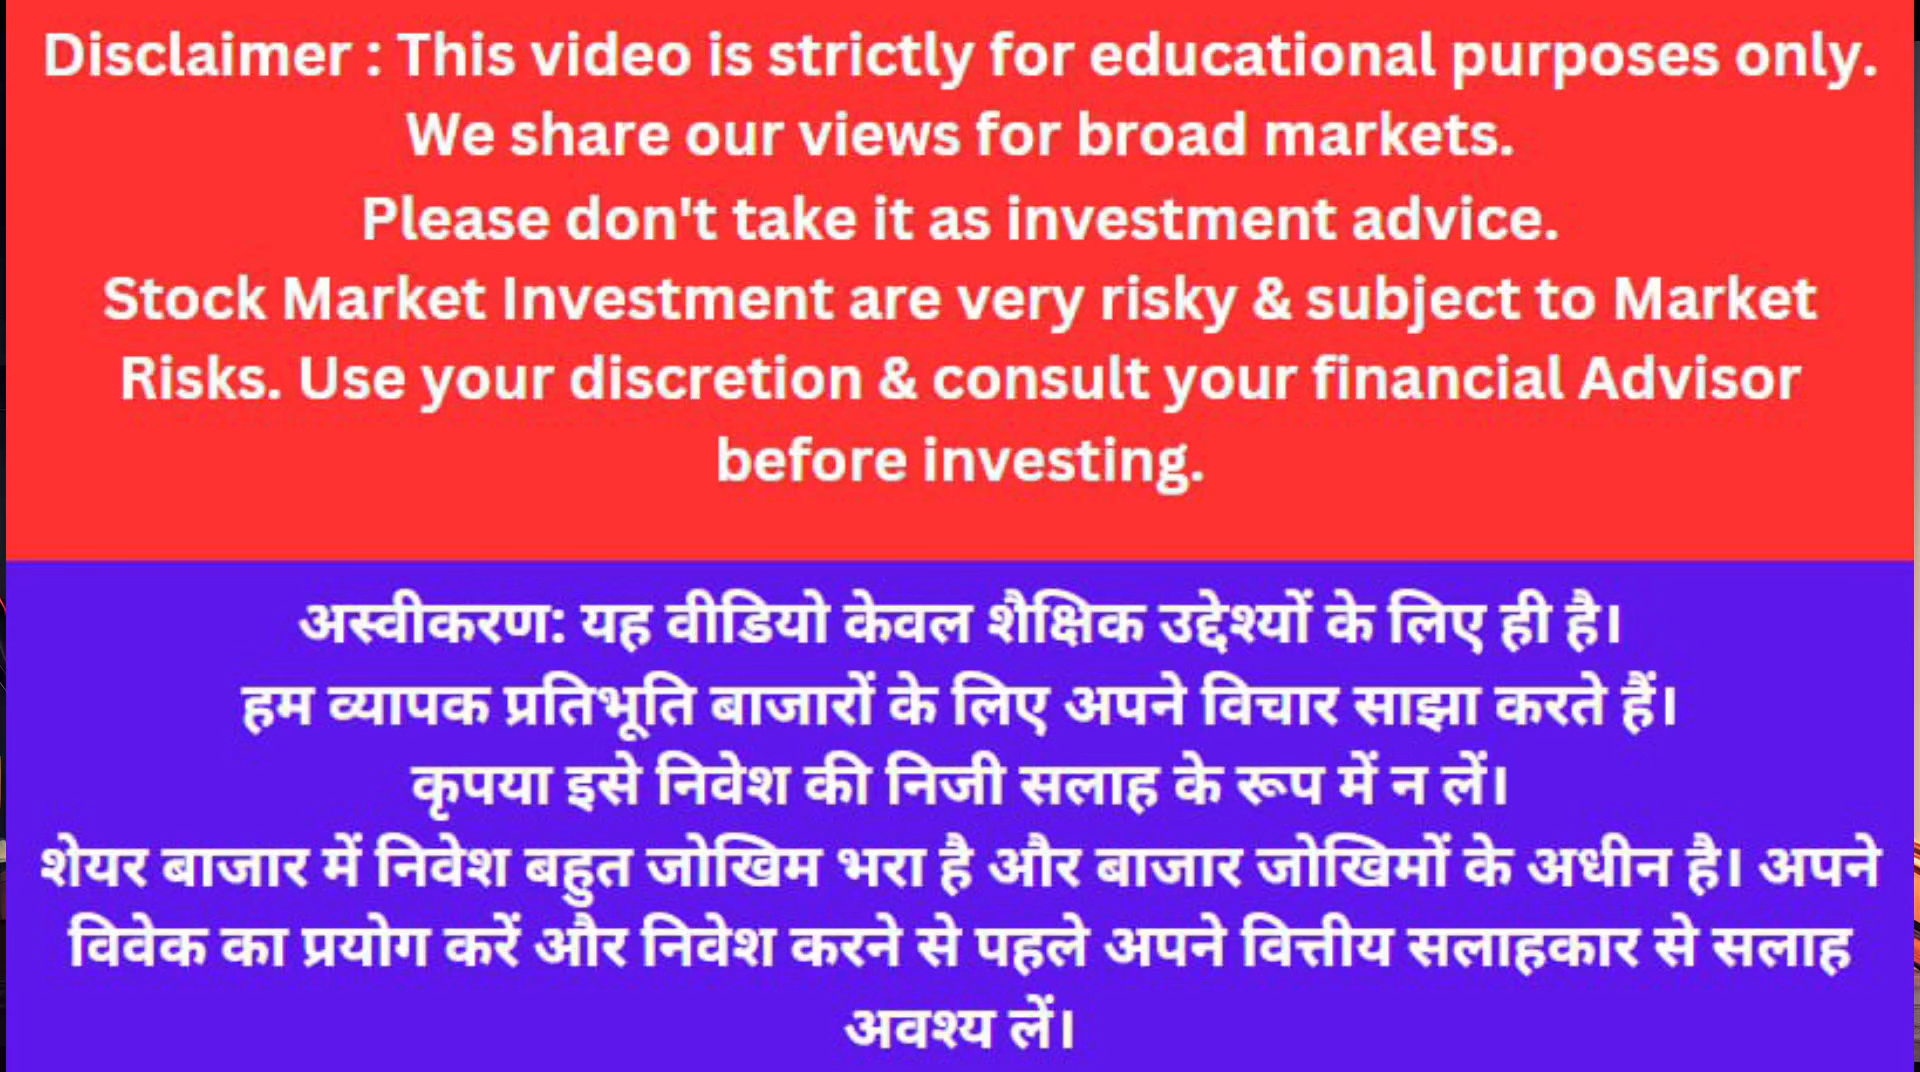 Disclaimer : This video is strictly for educational purposes only.
We share our views for broad markets.
Please don't take it as investment advice.
Stock Market Investment are very risky & subject to Market
Risks. Use your discretion & consult your financial Advisor
before investing.
अस्वीकरण: यह वीडियो केवल शैक्षिक उद्देश्यों के लिए ही है।
हम व्यापक प्रतिभूति बाजारों के लिए अपने विचार साझा करते हैं।
कृपया इसे निवेश की निजी सलाह के रूप में न लें।
शेयर बाजार में निवेश बहुत जोखिम भरा है और बाजार जोखिमों के अधीन है। अपने
विवेक का प्रयोग करें और निवेश करने से पहले अपने वित्तीय सलाहकार से सलाह
अवश्य लें।